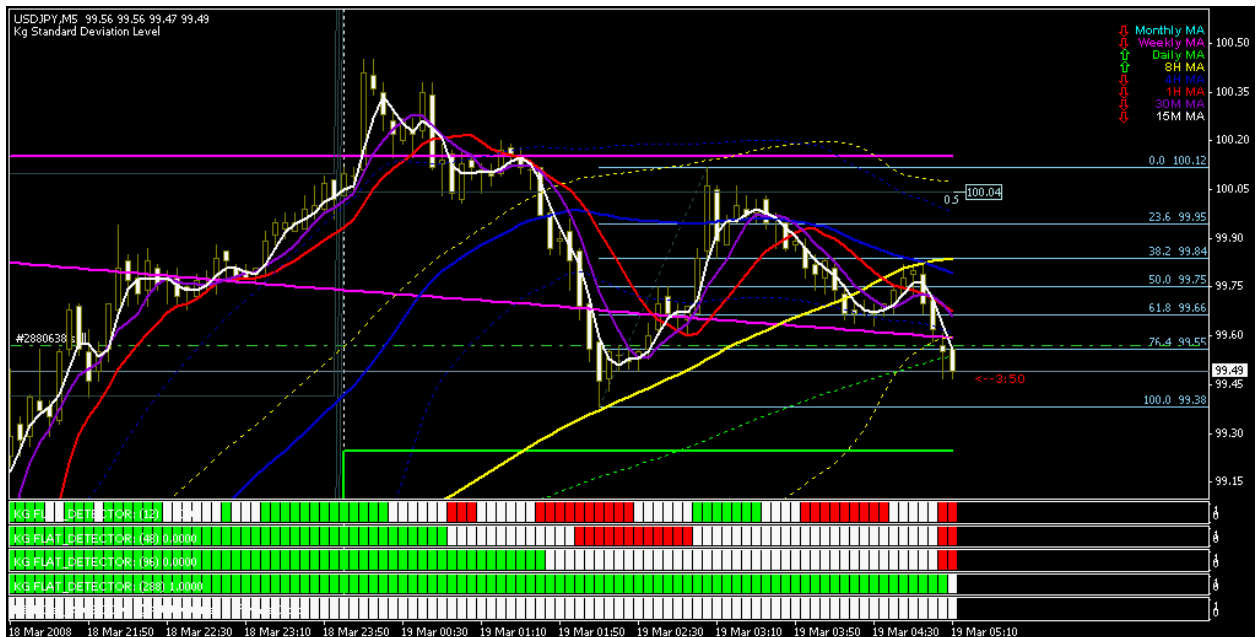 USDJPY,M5 99.56 99.56 99.47 99.49
Kg Standard Deviation Level
Monthly MA
Weekly MA
Daily MA
8H MA
4H MA
1H MA
30M MA
15M MA
100.50
100.35
100.20
100.05
99.90
99.75
99.60
99.49
99.45
99.30
99.15
0.0 100.12
0.5 100.04
23.6 99.95
38.2 99.84
50.0 99.75
61.8 99.66
76.4 99.55
100.0 99.38
#2880638
<--3:50
KG FLAT_DETECTOR: (12)
KG FLAT_DETECTOR: (48) 0.0000
KG FLAT_DETECTOR: (96) 0.0000
KG FLAT_DETECTOR: (288) 1.0000
18 Mar 2008 18 Mar 21:50 18 Mar 22:30 18 Mar 23:10 18 Mar 23:50 19 Mar 00:30 19 Mar 01:10 19 Mar 01:50 19 Mar 02:30 19 Mar 03:10 19 Mar 03:50 19 Mar 04:30 19 Mar 05:10